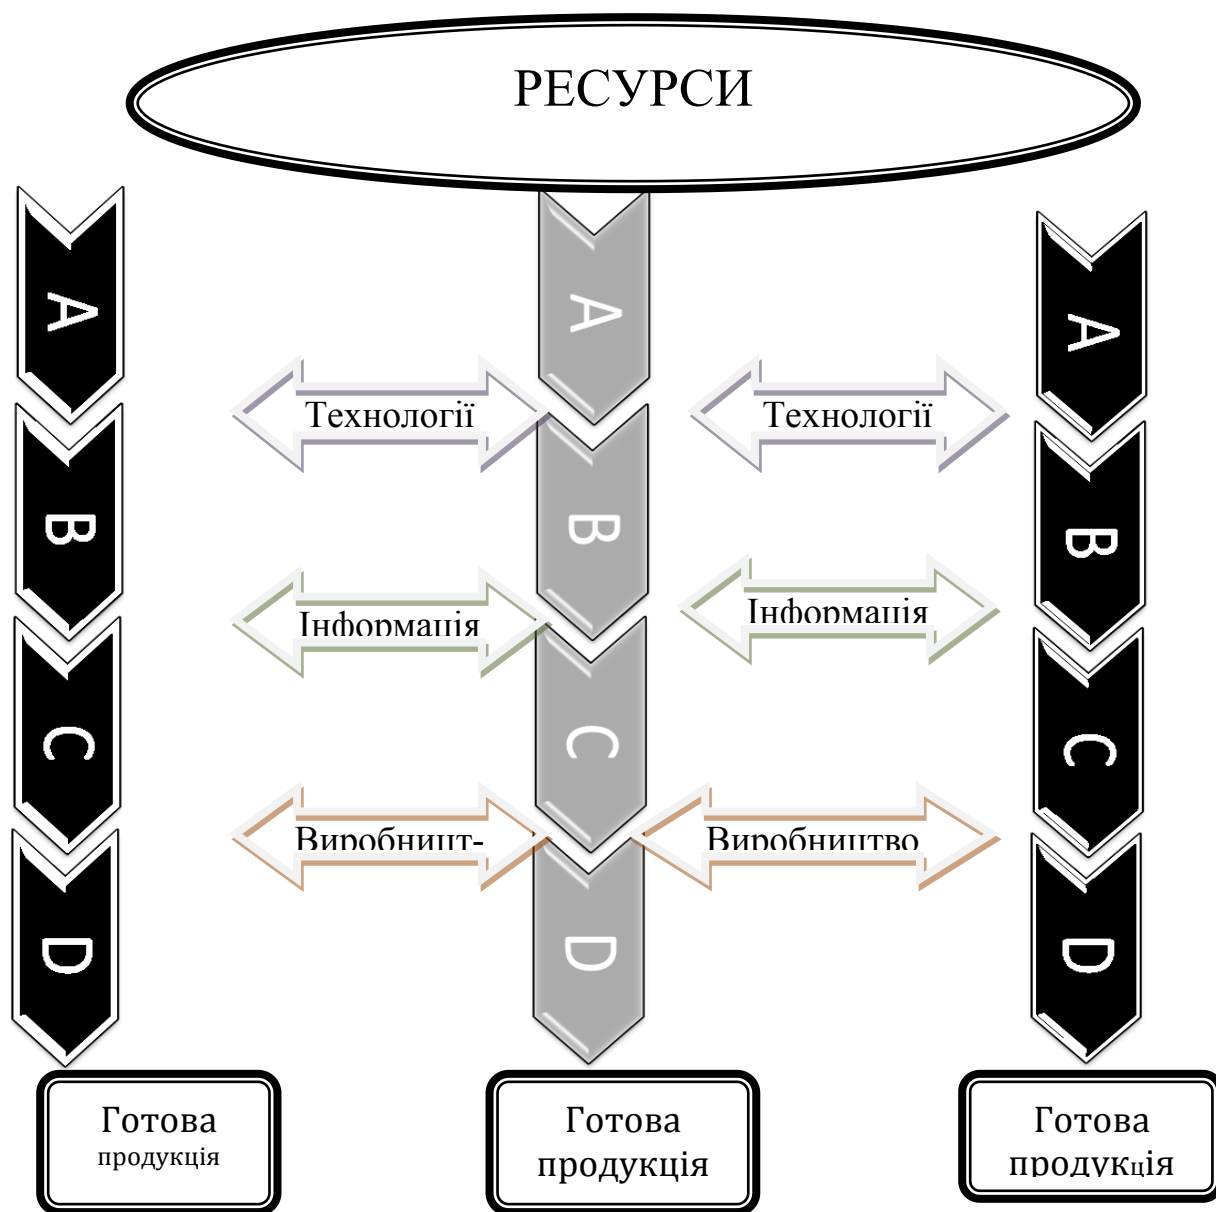 РЕСУРСИ
A
A
A
Технології
Технології
B
B
B
Інформація
Інформація
C
C
C
Виробницт-
Виробництво
D
D
D
Готова
продукція
Готова
продукція
Готова
продукція